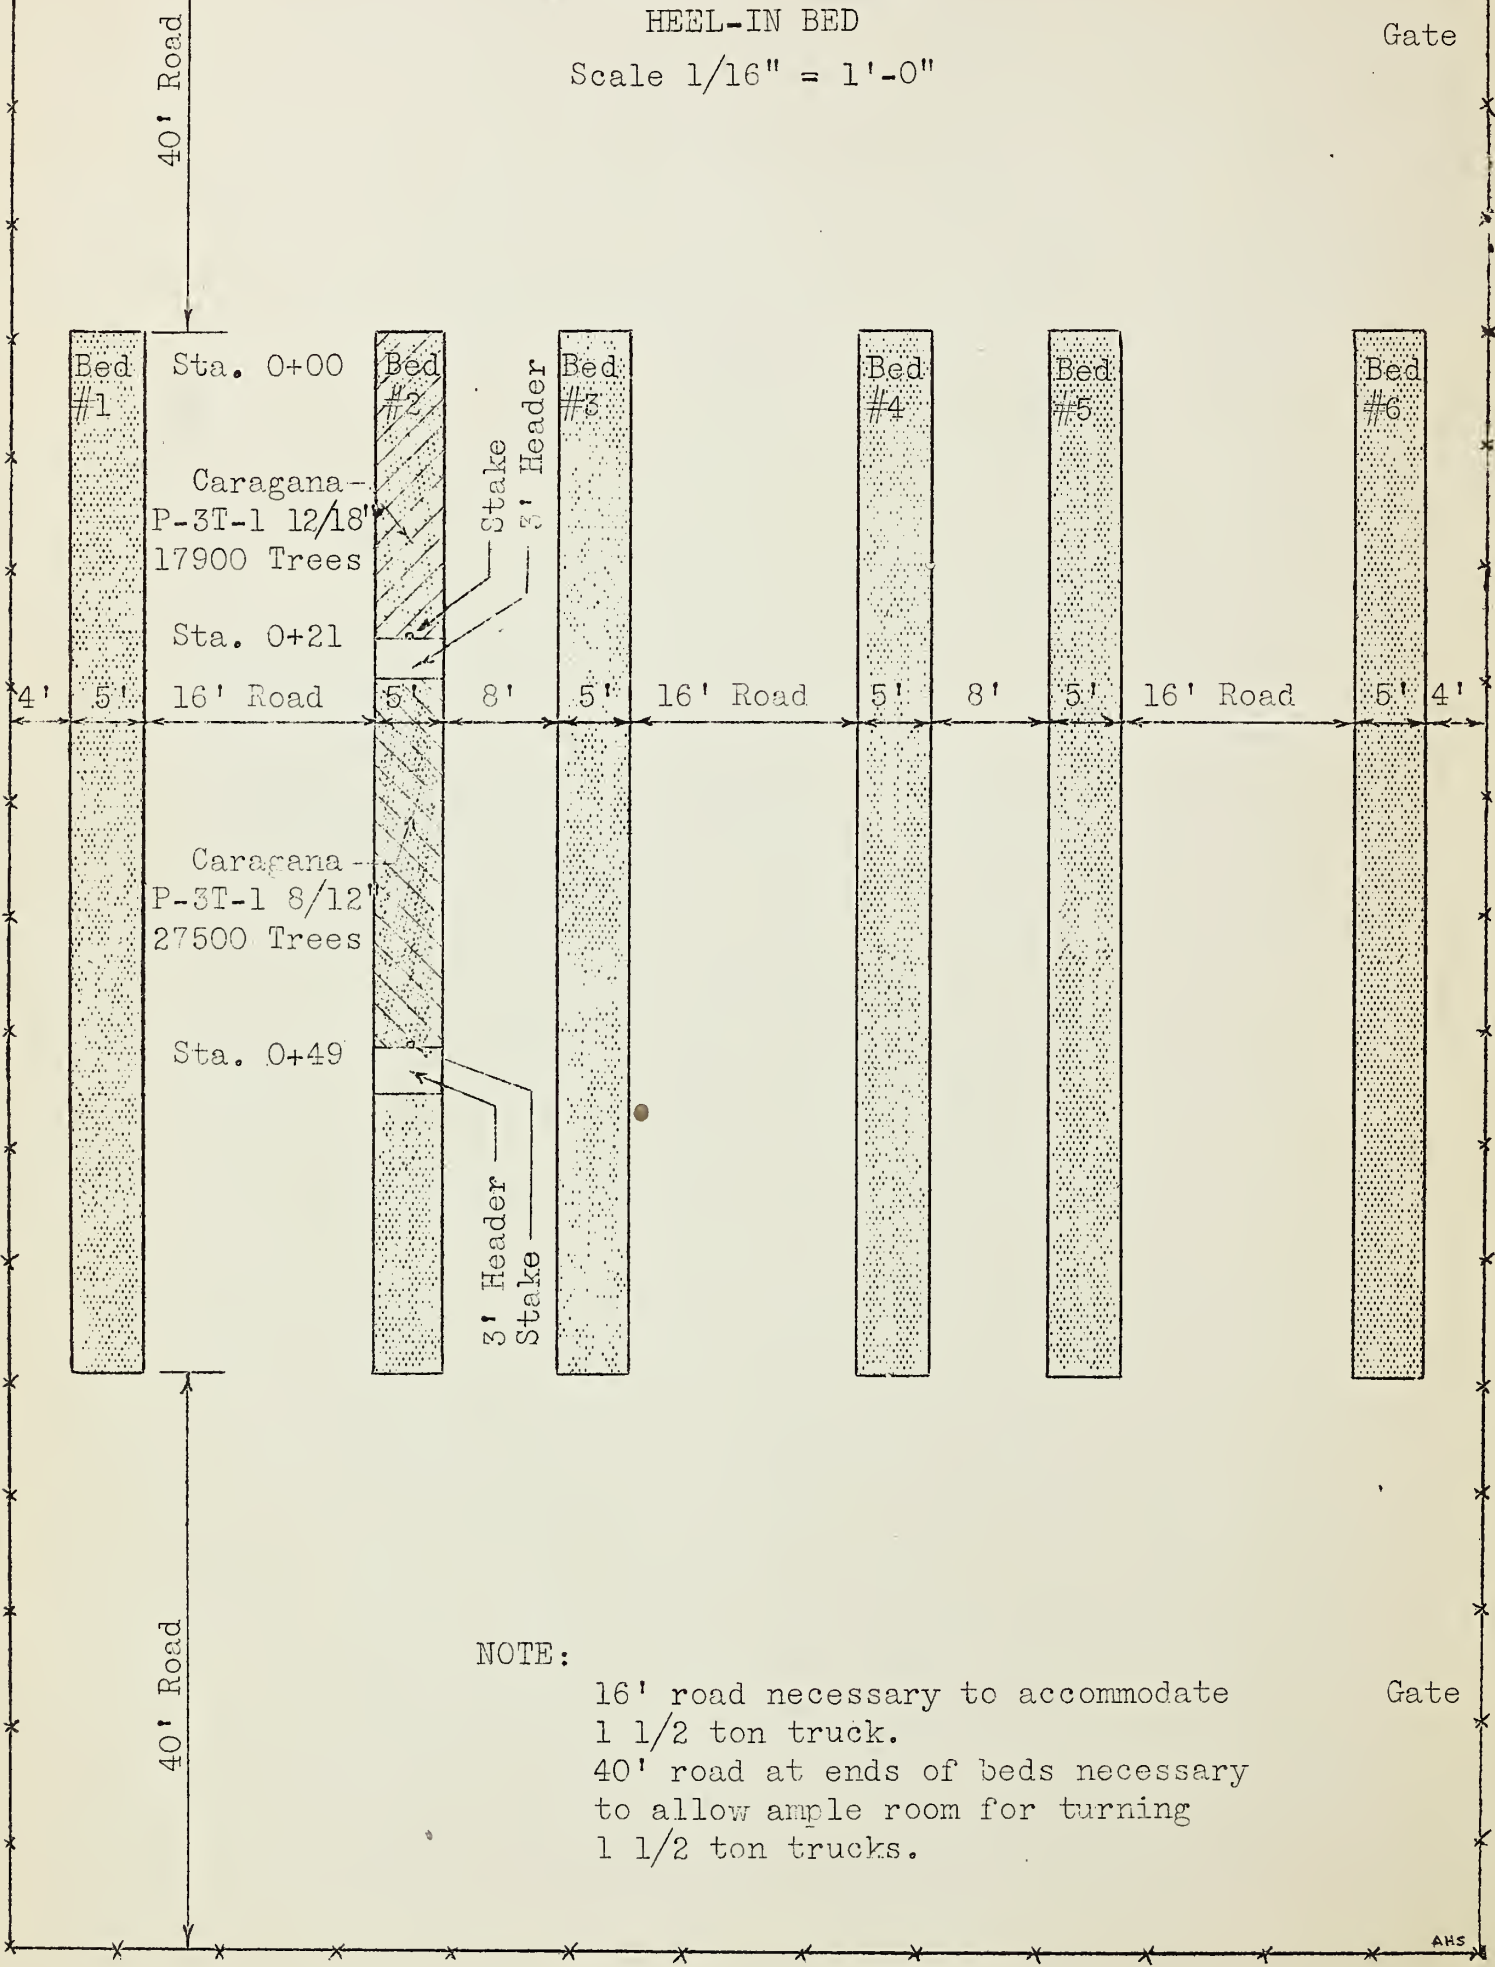 HEEL-IN BED
Scale 1/16" = 1'-0"
Gate
40' Road
Bed
#1
Sta. 0+00
Bed
#2
Bed
#3
Bed
#4
Bed
#5
Bed
#6
Stake
3' Header
Caragana
P-3T-1 12/18"
17900 Trees
Sta. 0+21
4' 5' 16' Road 5' 8' 5' 16' Road 5' 8' 5' 16' Road 5' 4'
Caragana
P-3T-1 8/12"
27500 Trees
Sta. 0+49
3' Header
Stake
40' Road
NOTE:
16' road necessary to accommodate
1 1/2 ton truck.
40' road at ends of beds necessary
to allow ample room for turning
1 1/2 ton trucks.
Gate
AHS